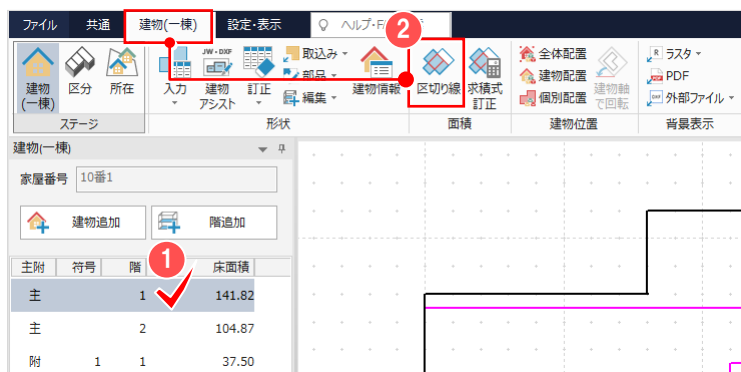 ファイル 共通 建物(一棟) 設定・表示 ヘルプ・F
2
JW・DXF
取込み 全体配置 ラスタ
部品 建物配置 PDF
建物(一棟) 区分 所在 入力 建物アシスト 訂正 編集 建物情報 区切り線 求積式訂正 個別配置 建物軸で回転 外部ファイル
ステージ 形状 面積 建物位置 背景表示
建物(一棟)
家屋番号 10番1
建物追加 階追加
1
主附 符号 階 床面積
主 1 141.82
主 2 104.87
附 1 1 37.50